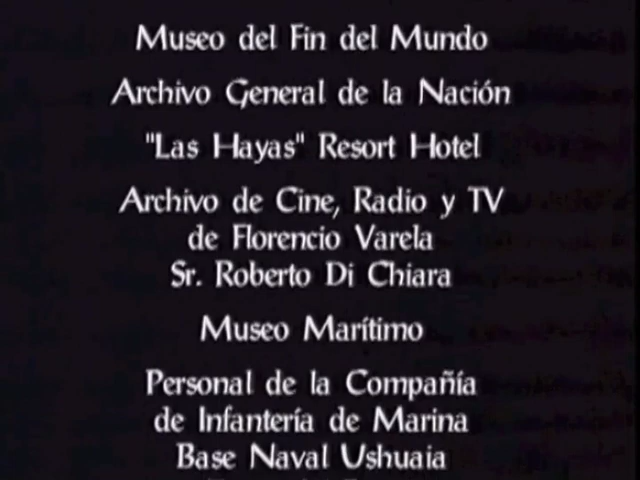 Museo del Fin del Mundo
Archivo General de la Nación
"Las Hayas" Resort Hotel
Archivo de Cine, Radio y TV
de Florencio Varela
Sr. Roberto Di Chiara
Museo Marítimo
Personal de la Compañía
de Infantería de Marina
Base Naval Ushuaia